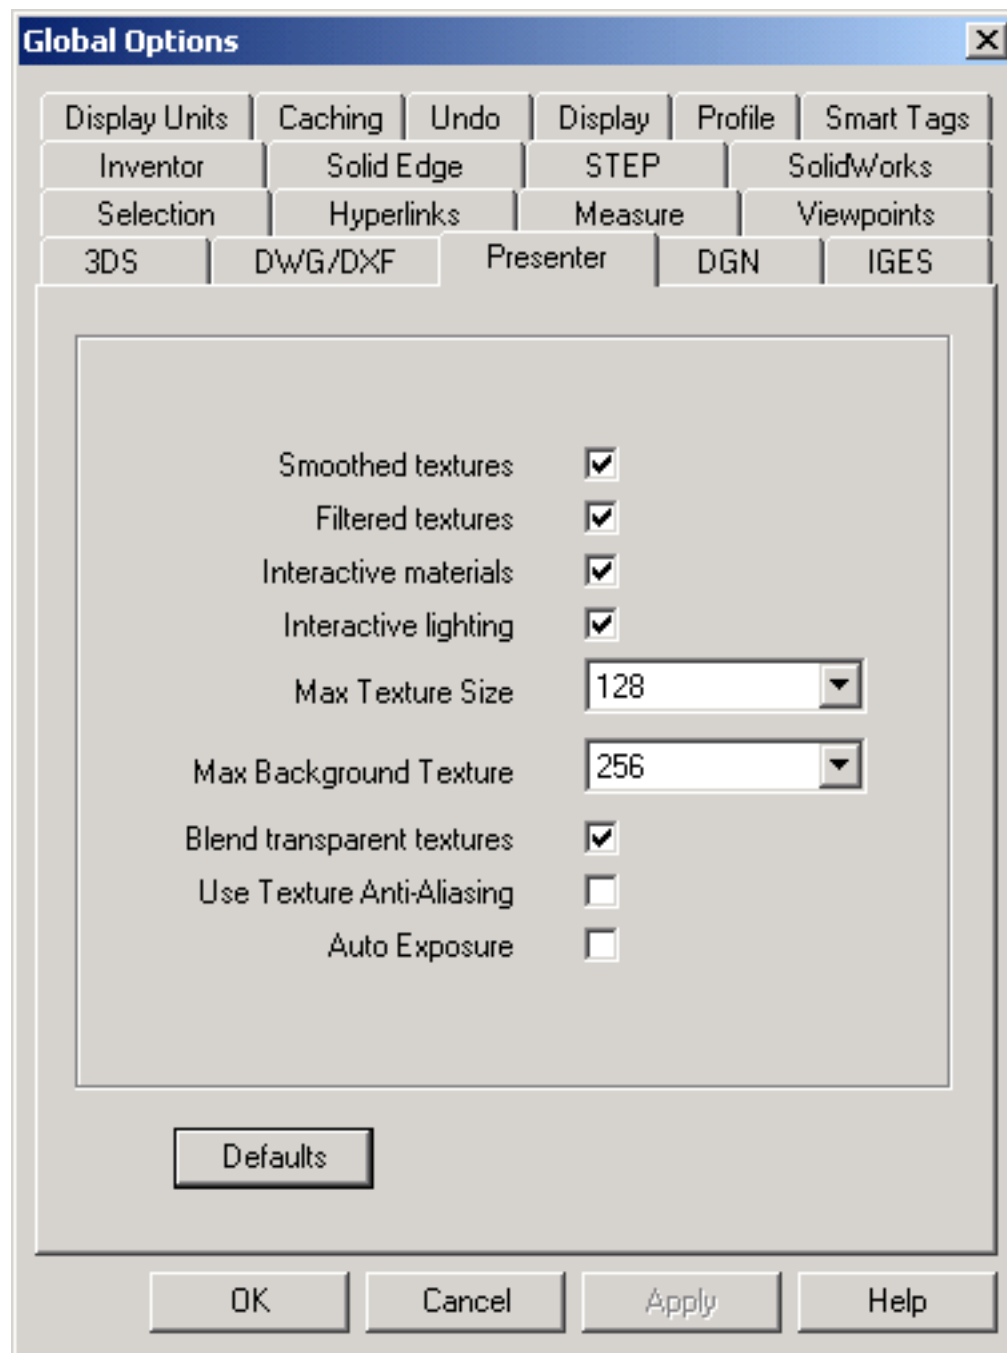 Global Options
Display Units Caching Undo Display Profile Smart Tags
Inventor Solid Edge STEP SolidWorks
Selection Hyperlinks Measure Viewpoints
3DS DWG/DXF Presenter DGN IGES
Smoothed textures
Filtered textures
Interactive materials
Interactive lighting
Max Texture Size 128
Max Background Texture 256
Blend transparent textures
Use Texture Anti-Aliasing
Auto Exposure
Defaults
OK Cancel Apply Help